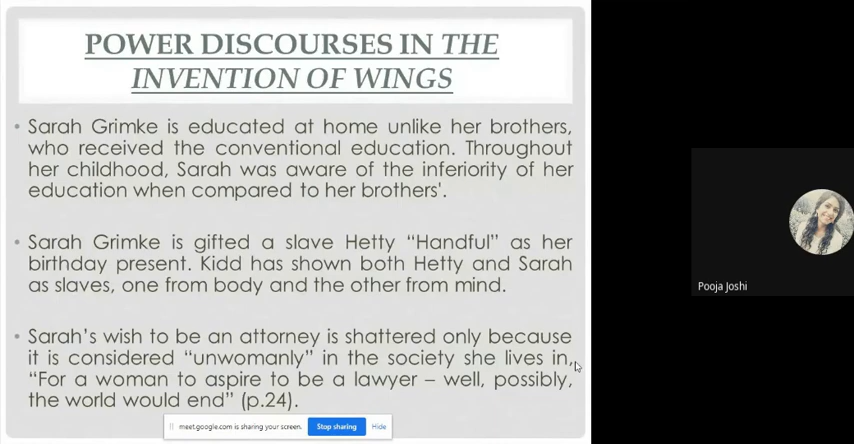 POWER DISCOURSES IN THE
INVENTION OF WINGS
• Sarah Grimke is educated at home unlike her brothers,
who received the conventional education. Throughout
her childhood, Sarah was aware of the inferiority of her
education when compared to her brothers'.
• Sarah Grimke is gifted a slave Hetty “Handful” as her
birthday present. Kidd has shown both Hetty and Sarah
as slaves, one from body and the other from mind.
• Sarah’s wish to be an attorney is shattered only because
it is considered “unwomanly” in the society she lives in,
“For a woman to aspire to be a lawyer – well, possibly,
the world would end” (p.24).
meet.google.com is sharing your screen. Stop sharing Hide
Pooja Joshi